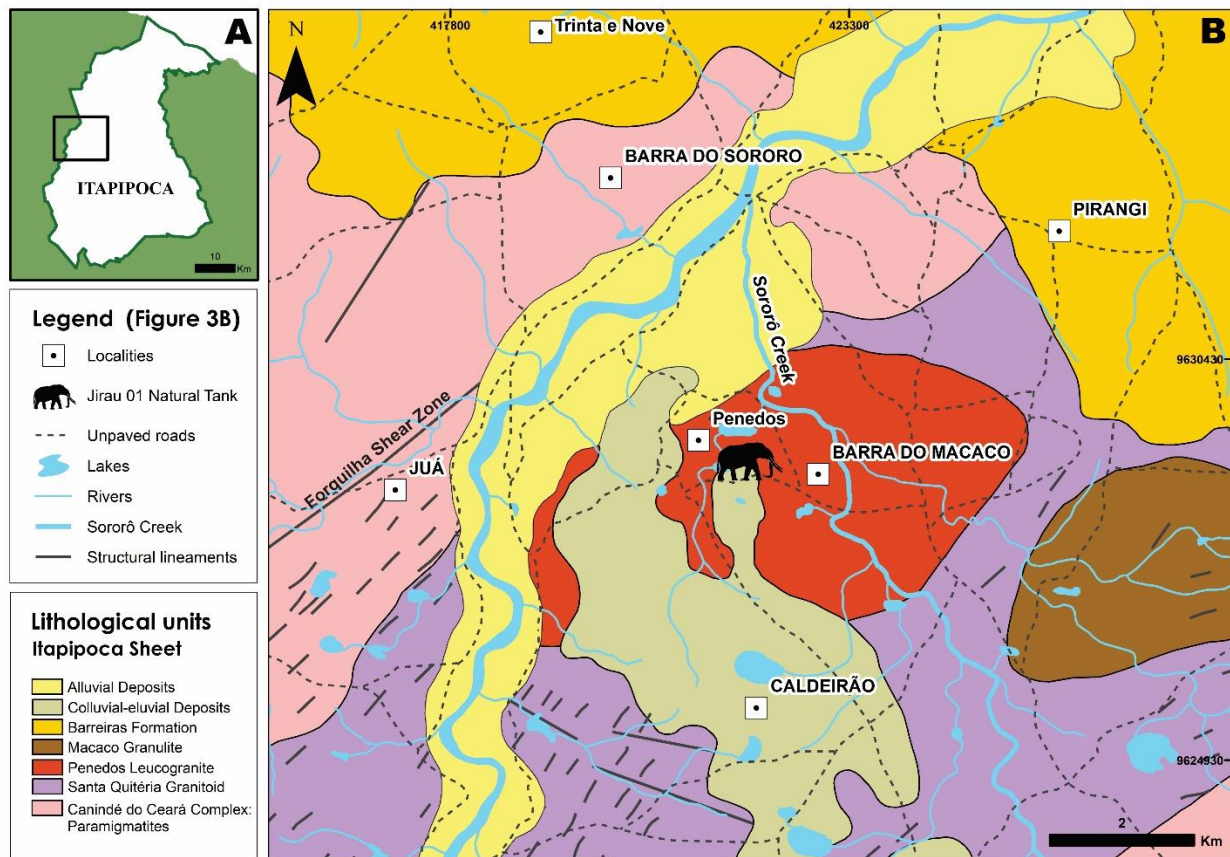 A
ITAPIPOCA
10
Km
Legend (Figure 3B)
Localities
Jirau 01 Natural Tank
Unpaved roads
Lakes
Rivers
Sororô Creek
Structural lineaments
Lithological units
Itapipoca Sheet
Alluvial Deposits
Colluvial-eluvial Deposits
Barreiras Formation
Macaco Granulite
Penedos Leucogranite
Santa Quitéria Granitoid
Canindé do Ceará Complex:
Paramigmatites
N
417800
423300
B
Trinta e Nove
BARRA DO SORORO
PIRANGI
Sororô Creek
9630430
Forquilha Shear Zone
JUÁ
Penedos
BARRA DO MACACO
CALDEIRÃO
9624930
2
Km